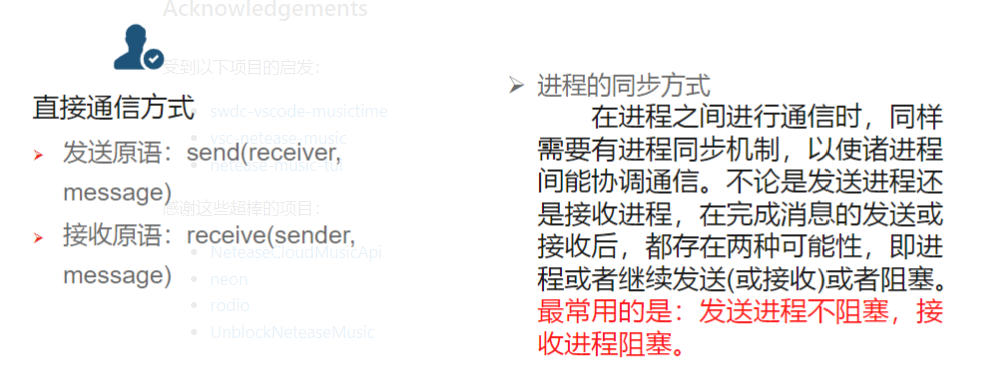 Acknowledgements
受到以下项目的启发：
swdc-vscode-musictime
vsc-netease-music
netease-music-tui
感谢这些超棒的项目：
NeteaseCloudMusicApi
neon
rodio
UnblockNeteaseMusic
直接通信方式
发送原语：send(receiver,
message)
接收原语：receive(sender,
message)
进程的同步方式
在进程之间进行通信时，同样
需要有进程同步机制，以使诸进程
间能协调通信。不论是发送进程还
是接收进程，在完成消息的发送或
接收后，都存在两种可能性，即进
程或者继续发送(或接收)或者阻塞。
最常用的是：发送进程不阻塞，接
收进程阻塞。